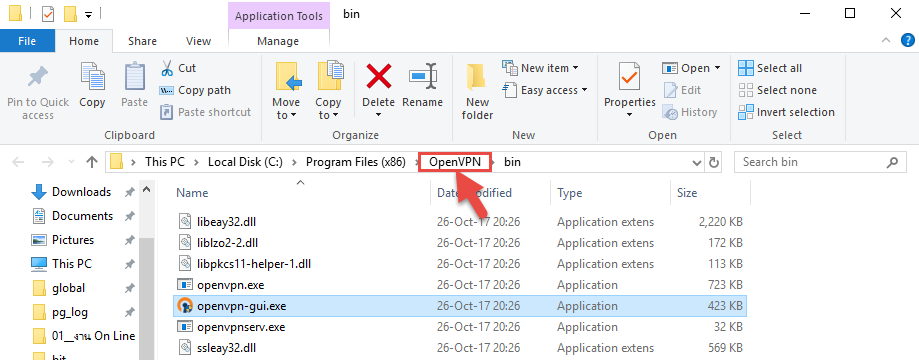 Application Tools bin
File Home Share View Manage
Pin to Quick access
Copy
Paste
Cut
Copy path
Paste shortcut
Clipboard
Move to
Copy to
Delete
Rename
Organize
New folder
New item
Easy access
New
Properties
Open
Edit
History
Open
Select all
Select none
Invert selection
Select
This PC Local Disk (C:) Program Files (x86) OpenVPN bin
Search bin
Downloads
Documents
Pictures
This PC
global
pg_log
01__งาน On Line
Name Date modified Type Size
libeay32.dll 26-Oct-17 20:26 Application extens 2,220 KB
liblzo2-2.dll 26-Oct-17 20:26 Application extens 172 KB
libpkcs11-helper-1.dll 26-Oct-17 20:26 Application extens 113 KB
openvpn.exe 26-Oct-17 20:26 Application 723 KB
openvpn-gui.exe 26-Oct-17 20:26 Application 423 KB
openvpnserv.exe 26-Oct-17 20:26 Application 32 KB
ssleay32.dll 26-Oct-17 20:26 Application extens 569 KB